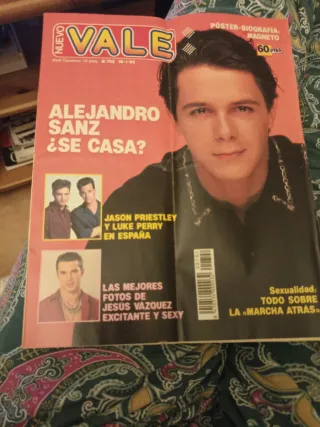 NUEVO
VALE
PÓSTER-BIOGRAFÍA:
MAGNETO
60 PTAS.
ALEJANDRO
SANZ
¿SE CASA?
JASON PRIESTLEY
Y LUKE PERRY
EN ESPAÑA
LAS MEJORES
FOTOS DE
JESÚS VÁZQUEZ
EXCITANTE Y SEXY
Sexualidad:
TODO SOBRE
LA «MARCHA ATRÁS»